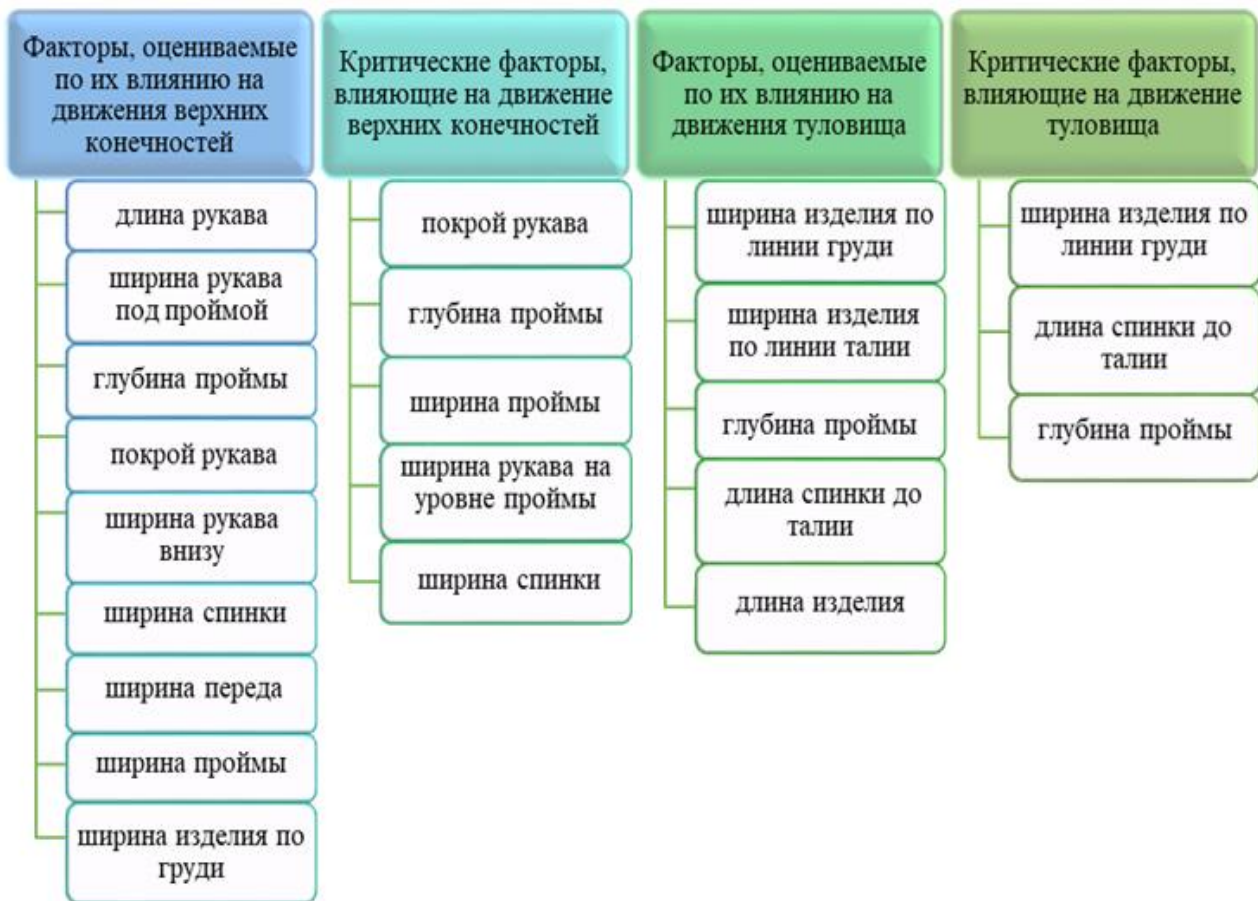 Факторы, оцениваемые
по их влиянию на
движения верхних
конечностей
длина рукава
ширина рукава
под проймой
глубина проймы
покрой рукава
ширина рукава
внизу
ширина спинки
ширина переда
ширина проймы
ширина изделия по
груди
Критические факторы,
влияющие на движение
верхних конечностей
покрой рукава
глубина проймы
ширина проймы
ширина рукава на
уровне проймы
ширина спинки
Факторы, оцениваемые
по их влиянию на
движения туловища
ширина изделия по
линии груди
ширина изделия
по линии талии
глубина проймы
длина спинки до
талии
длина изделия
Критические факторы,
влияющие на движение
туловища
ширина изделия по
линии груди
длина спинки до
талии
глубина проймы